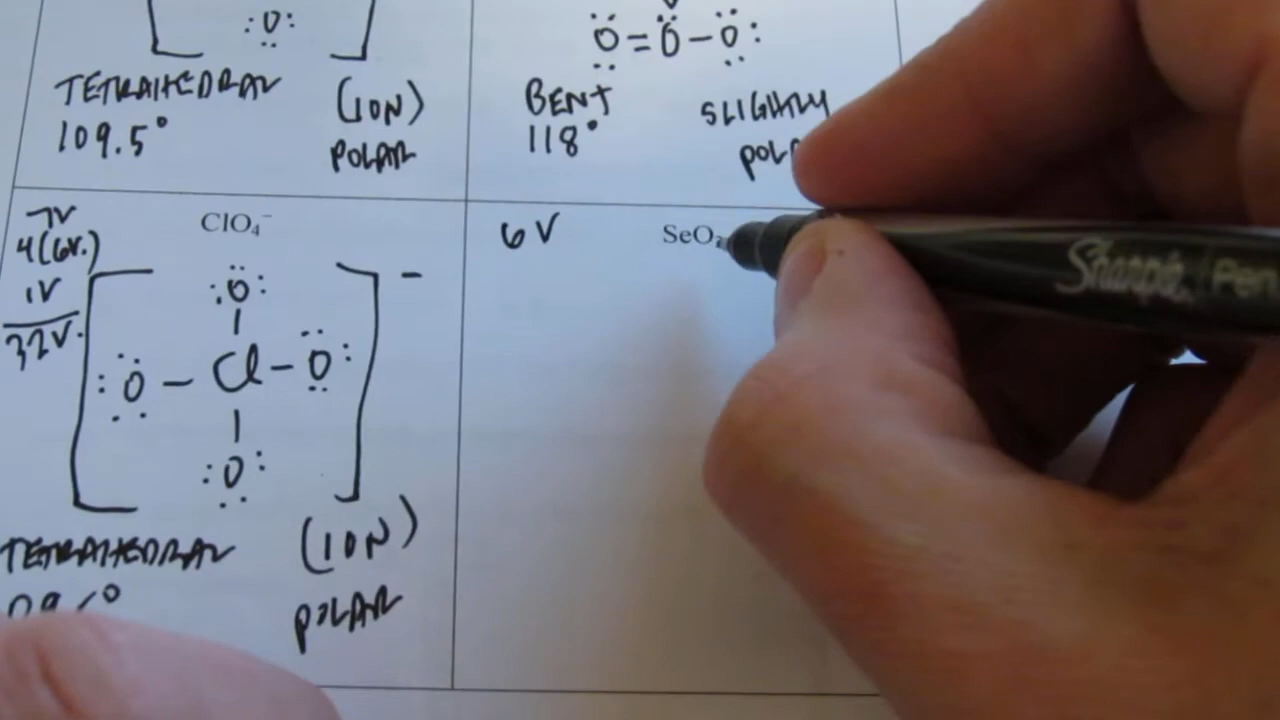 :O:
TETRAHEDRAL (ION)
109.5° POLAR
O=O-O:
BENT SLIGHTLY
118°
7V ClO₄⁻
4(6V.)
1V
32V.
:O:
:O - Cl - O:
:O:
−
TETRAHEDRAL (ION)
POLAR
6V
Sharpie Pen